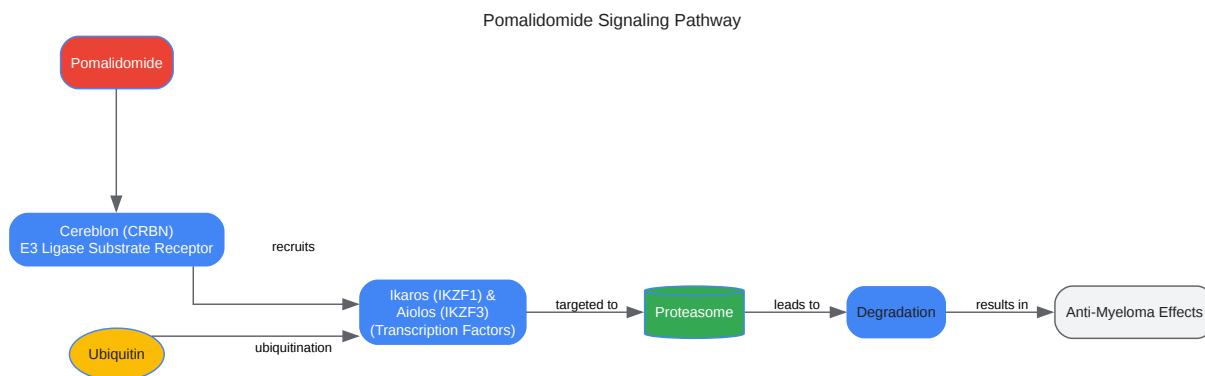 Pomalidomide Signaling Pathway
Pomalidomide
Cereblon (CRBN)
E3 Ligase Substrate Receptor
recruits
Ikaros (IKZF1) &
Aiolos (IKZF3)
(Transcription Factors)
targeted to
Proteasome
leads to
Degradation
results in
Anti-Myeloma Effects
Ubiquitin
ubiquitination